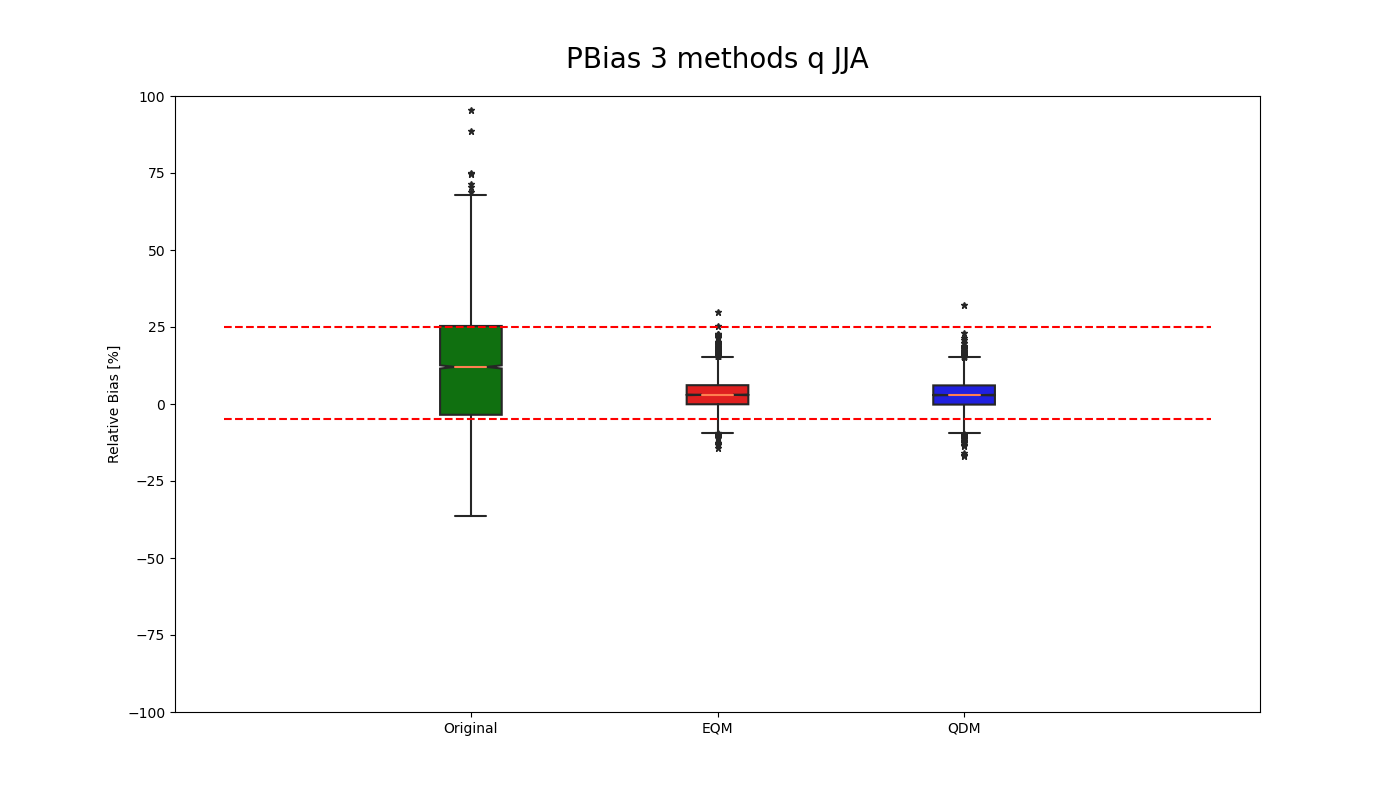 PBias 3 methods q JJA
100
75
50
25
0
−25
−50
−75
−100
Relative Bias [%]
Original
EQM
QDM